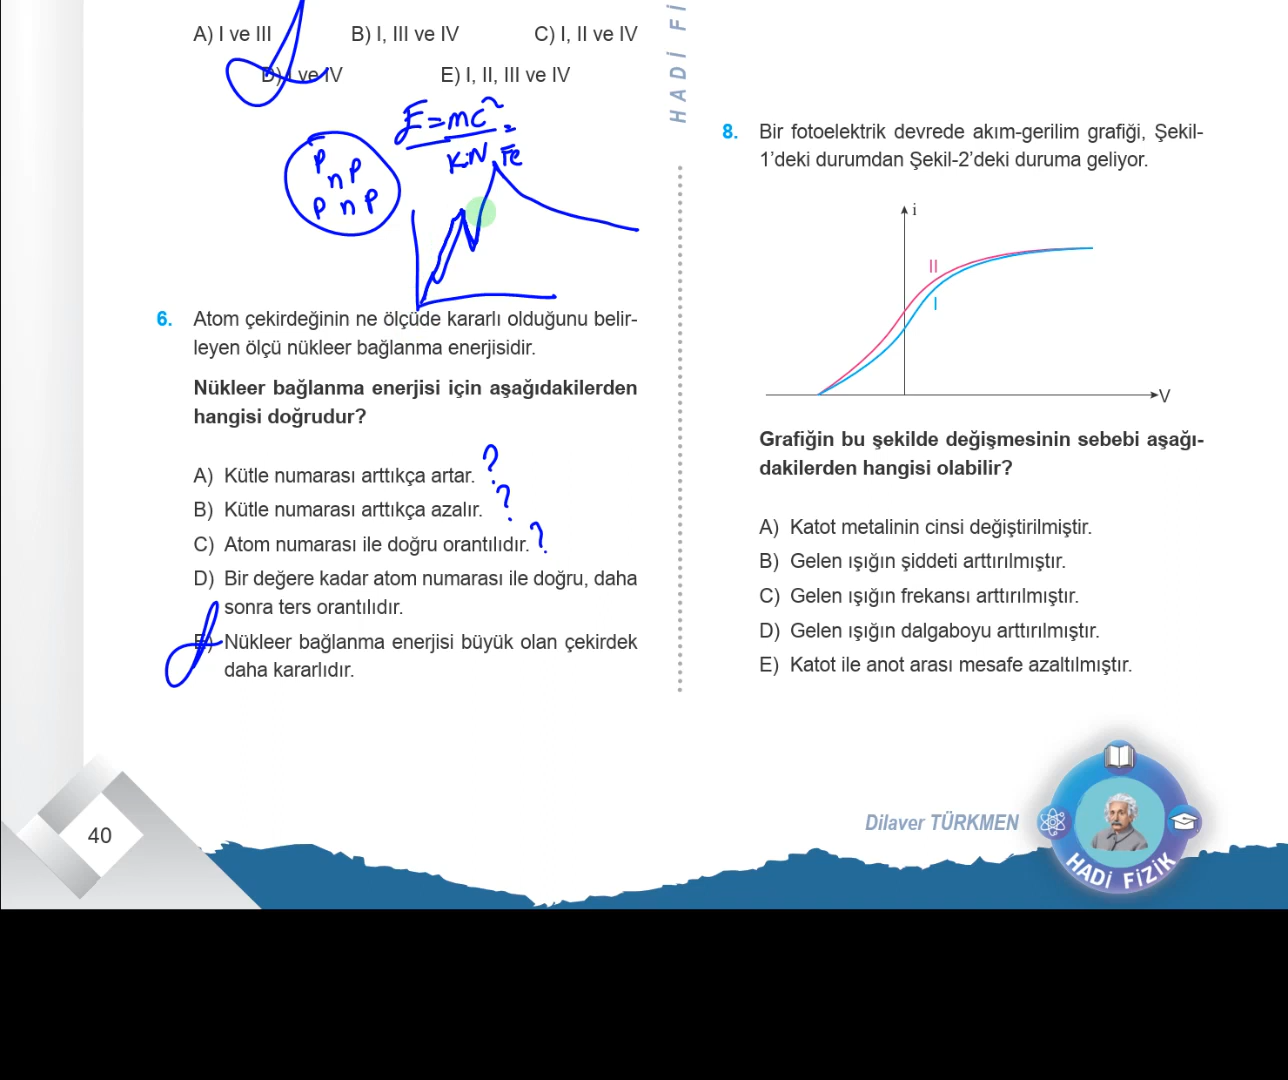 A) I ve III B) I, III ve IV C) I, II ve IV
D) I ve IV E) I, II, III ve IV
E=mc²
K·N
Fe
P n P
P n P
6. Atom çekirdeğinin ne ölçüde kararlı olduğunu belir-
leyen ölçü nükleer bağlanma enerjisidir.
Nükleer bağlanma enerjisi için aşağıdakilerden
hangisi doğrudur?
A) Kütle numarası arttıkça artar. ?
B) Kütle numarası arttıkça azalır. ?
C) Atom numarası ile doğru orantılıdır. ?
D) Bir değere kadar atom numarası ile doğru, daha
sonra ters orantılıdır.
E) Nükleer bağlanma enerjisi büyük olan çekirdek
daha kararlıdır.
40
HADİ Fİ
8. Bir fotoelektrik devrede akım-gerilim grafiği, Şekil-
1’deki durumdan Şekil-2’deki duruma geliyor.
i
II
I
V
Grafiğin bu şekilde değişmesinin sebebi aşağı-
dakilerden hangisi olabilir?
A) Katot metalinin cinsi değiştirilmiştir.
B) Gelen ışığın şiddeti arttırılmıştır.
C) Gelen ışığın frekansı arttırılmıştır.
D) Gelen ışığın dalgaboyu arttırılmıştır.
E) Katot ile anot arası mesafe azaltılmıştır.
Dilaver TÜRKMEN
HADİ FİZİK